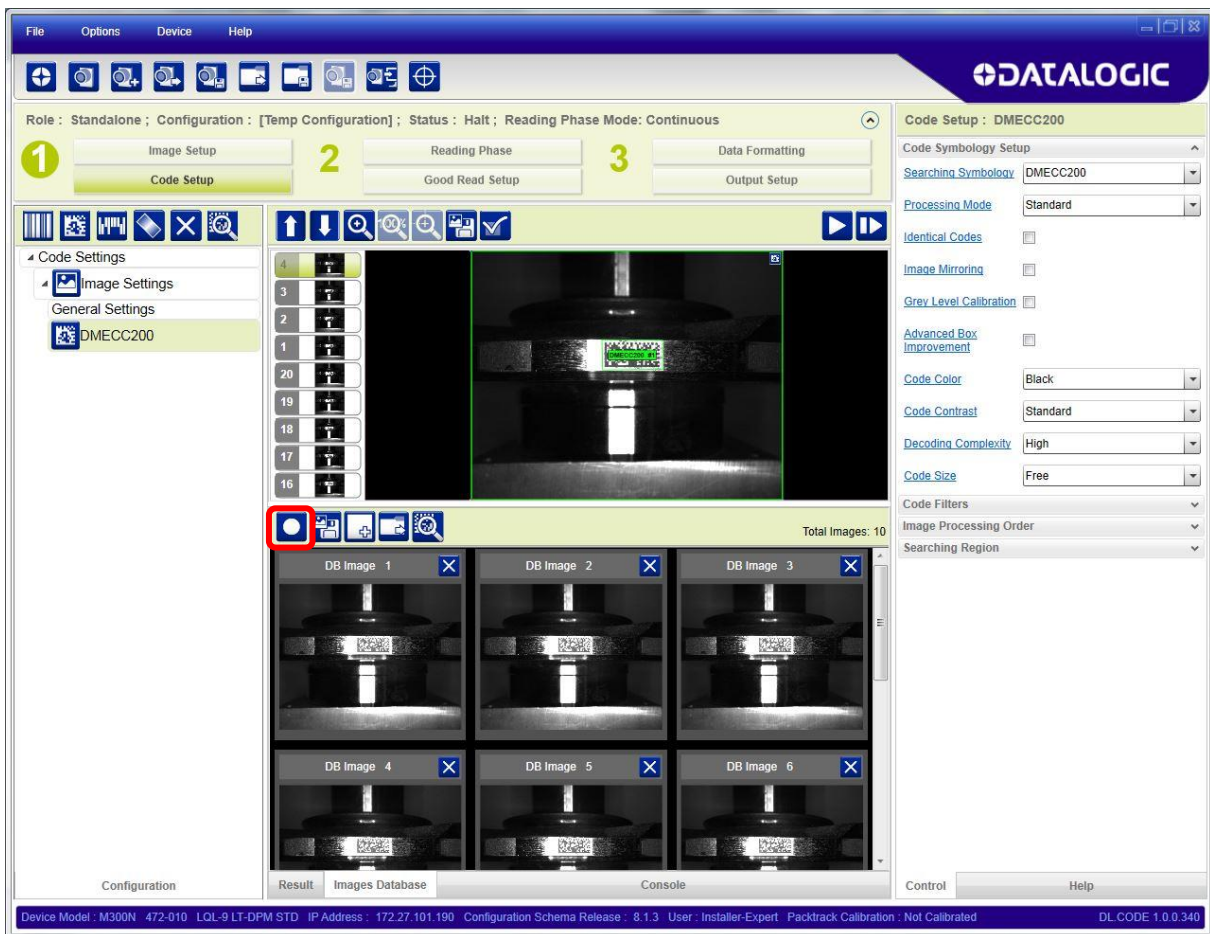 File Options Device Help
DATALOGIC
Role : Standalone ; Configuration : [Temp Configuration] ; Status : Halt ; Reading Phase Mode: Continuous
1 Image Setup 2 Reading Phase 3 Data Formatting
Code Setup Good Read Setup Output Setup
Code Settings
Image Settings
General Settings
DMECC200
100%
4
3
2
1
20
19
18
17
16
DMECC200 #1
Total Images: 10
DB Image 1 DB Image 2 DB Image 3
DB Image 4 DB Image 5 DB Image 6
Configuration
Result Images Database Console
Code Setup : DMECC200
Code Symbology Setup
Searching Symbology DMECC200
Processing Mode Standard
Identical Codes
Image Mirroring
Grey Level Calibration
Advanced Box
Improvement
Code Color Black
Code Contrast Standard
Decoding Complexity High
Code Size Free
Code Filters
Image Processing Order
Searching Region
Control Help
Device Model : M300N 472-010 LQL-9 LT-DPM STD IP Address : 172.27.101.190 Configuration Schema Release : 8.1.3 User : Installer-Expert Packtrack Calibration : Not Calibrated DL.CODE 1.0.0.340